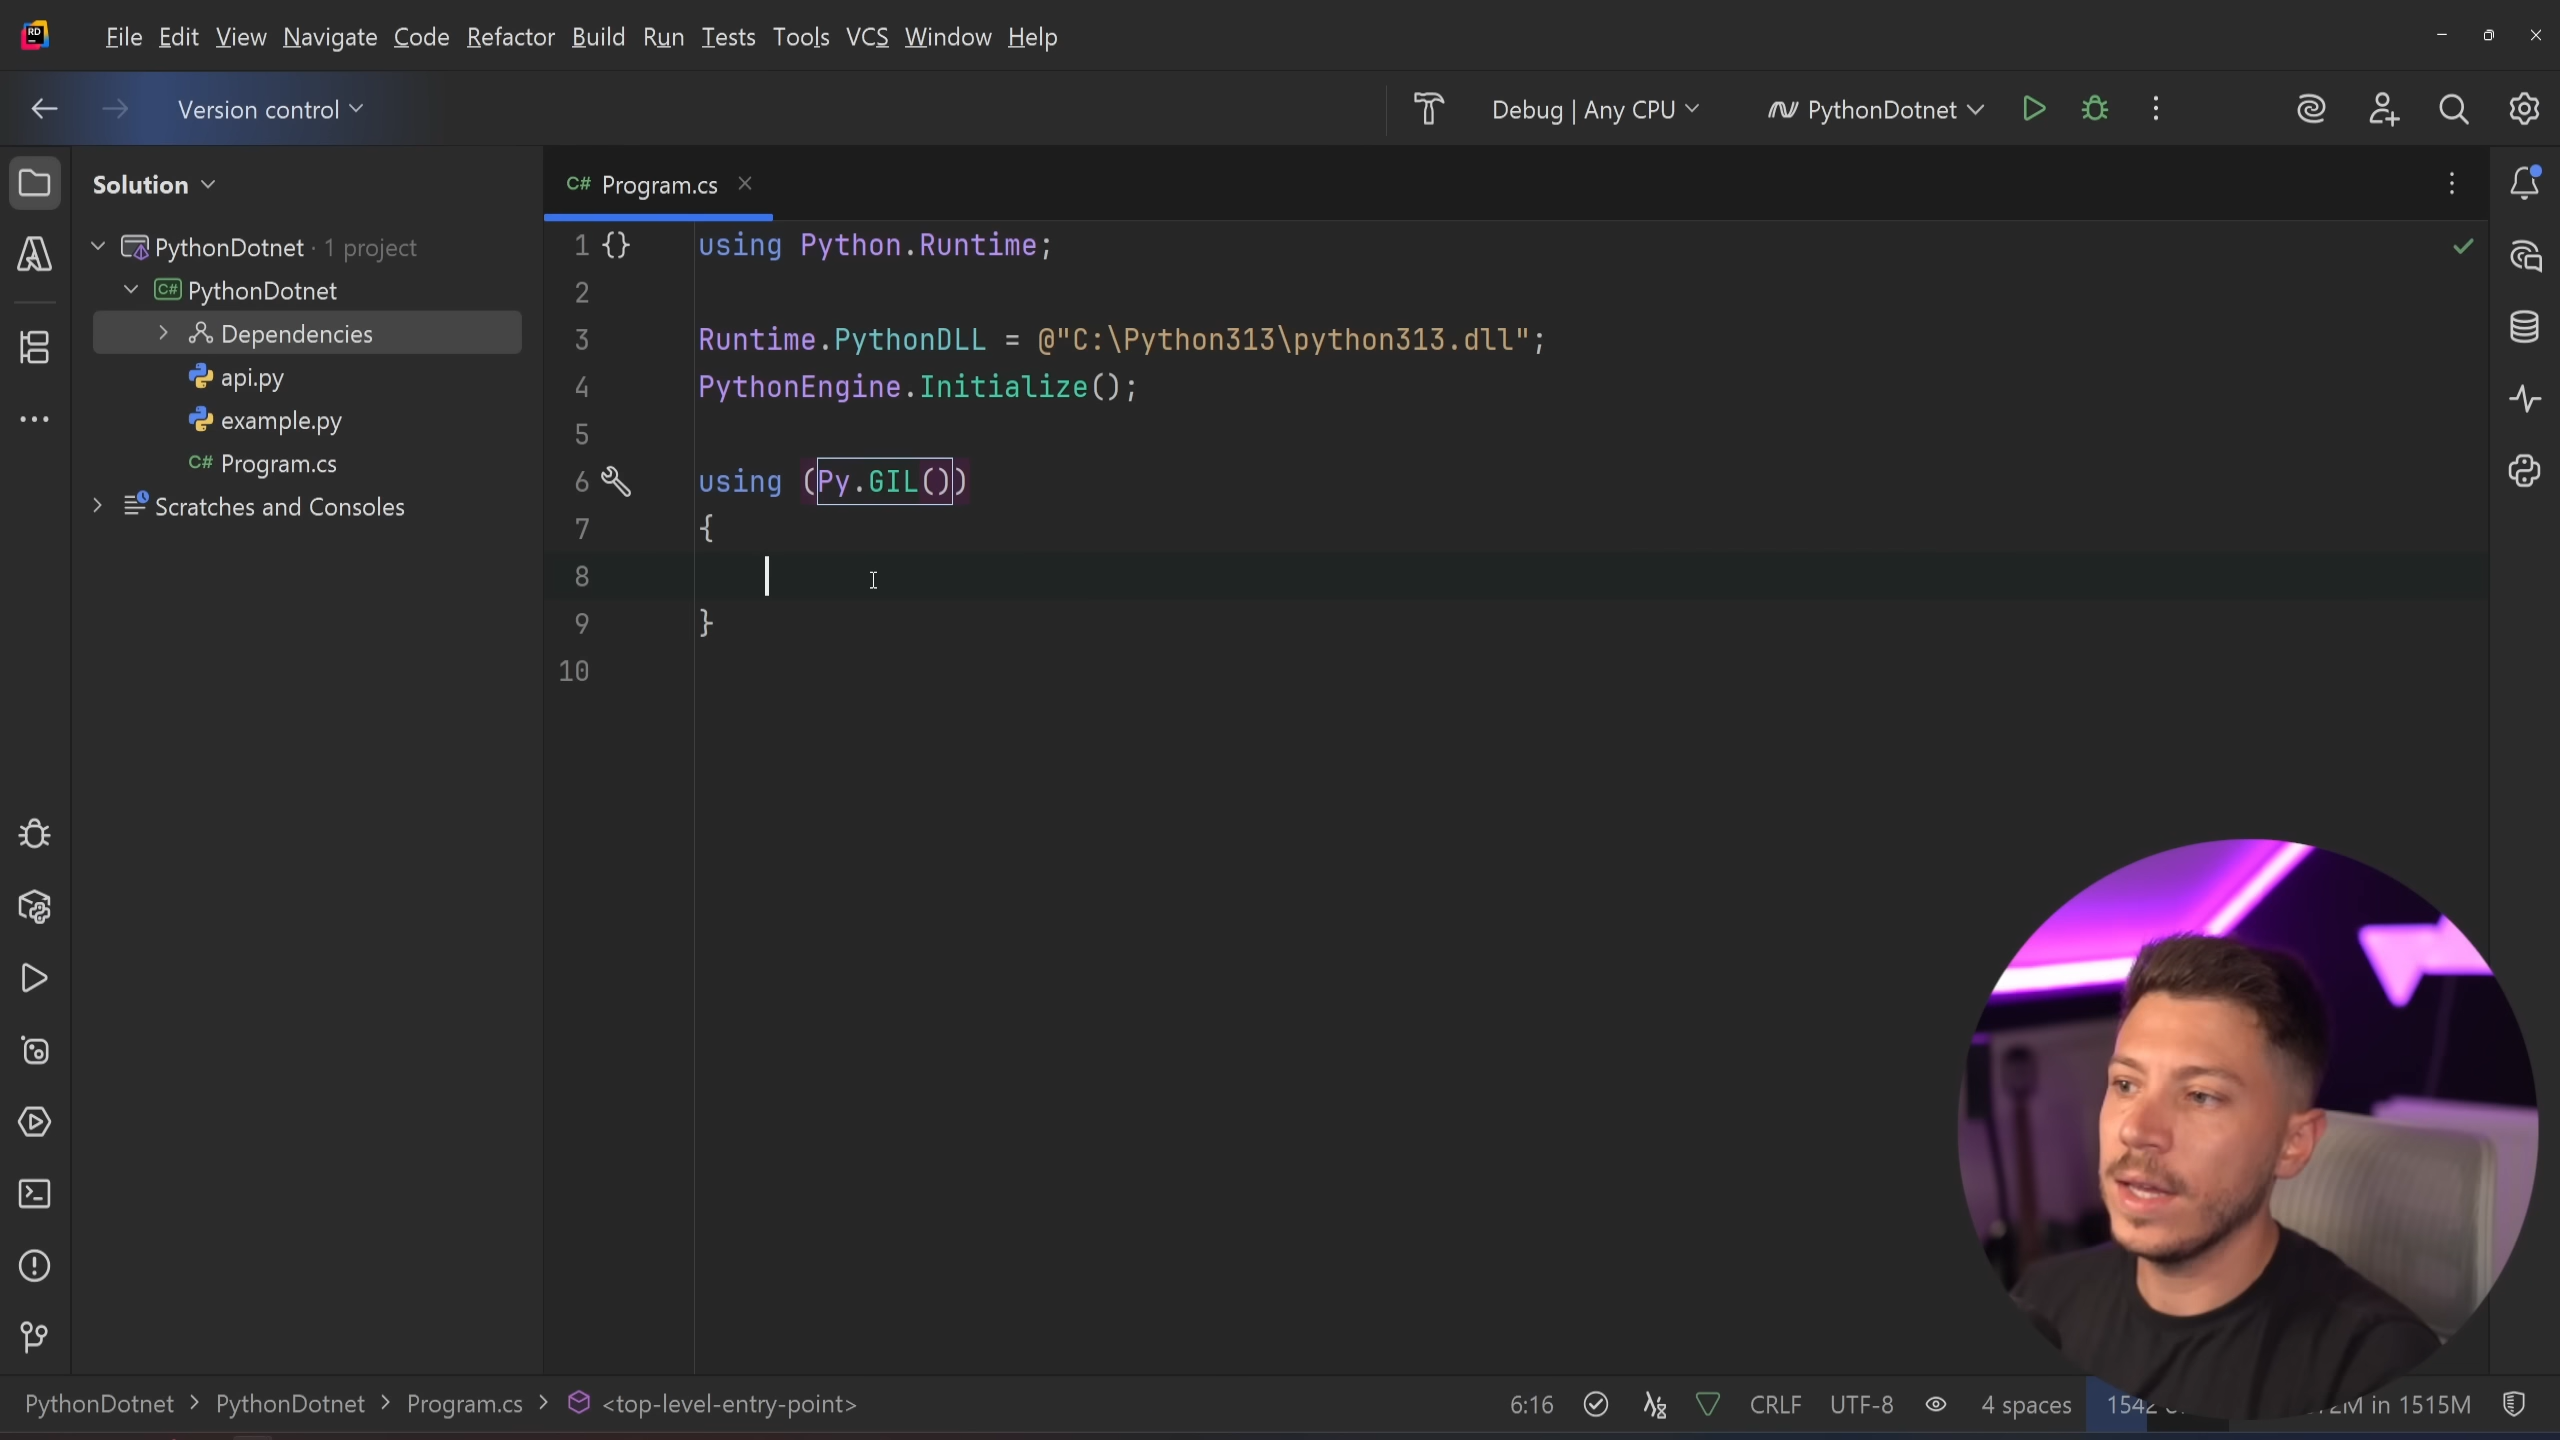 RD
File Edit View Navigate Code Refactor Build Run Tests Tools VCS Window Help
Version control
Debug | Any CPU
PythonDotnet
Solution
C# Program.cs
PythonDotnet · 1 project
C# PythonDotnet
Dependencies
api.py
example.py
C# Program.cs
Scratches and Consoles
1 {} using Python.Runtime;
2
3 Runtime.PythonDLL = @"C:\Python313\python313.dll";
4 PythonEngine.Initialize();
5
6 using (Py.GIL())
7 {
8
9 }
10
PythonDotnet > PythonDotnet > Program.cs > <top-level-entry-point>
6:16
CRLF
UTF-8
4 spaces
in 1515M